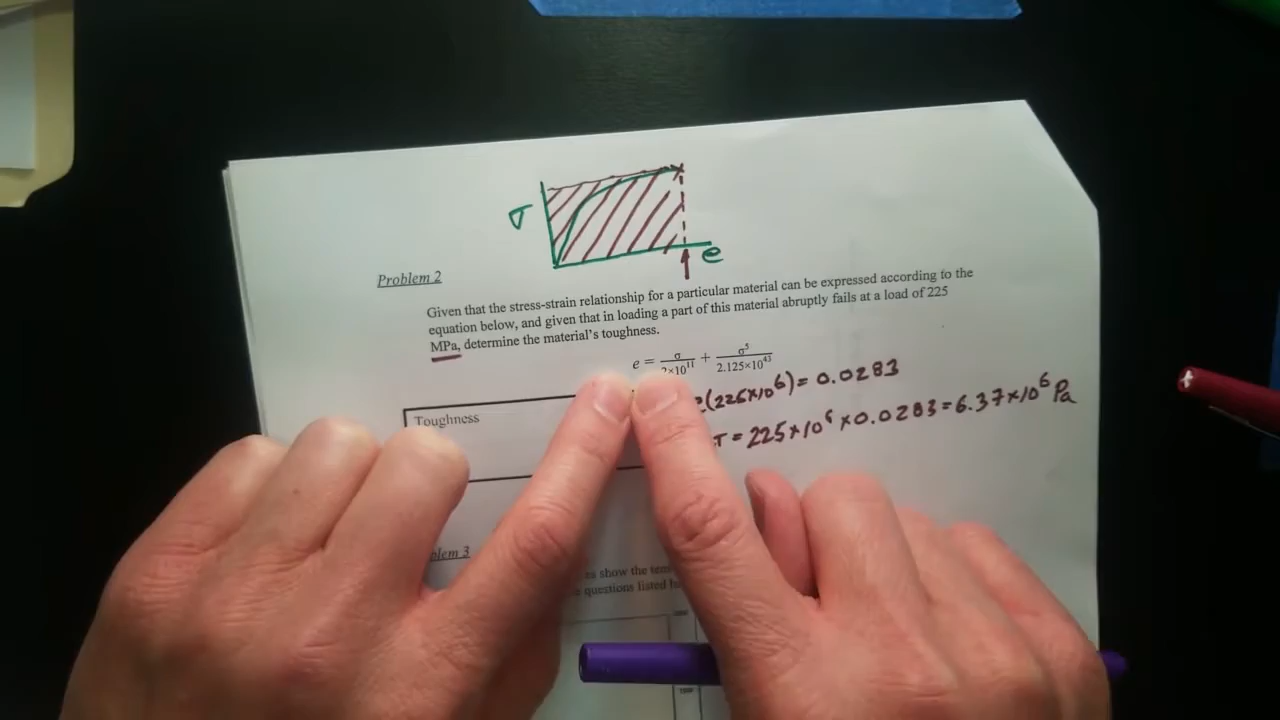 σ
e
Problem 2
Given that the stress-strain relationship for a particular material can be expressed according to the
equation below, and given that in loading a part of this material abruptly fails at a load of 225
MPa, determine the material's toughness.
e = σ/2×10¹¹ + σ⁵/2.125×10⁴³
(225×10⁶) = 0.0283
Toughness
T = 225×10⁶ × 0.0283 = 6.37×10⁶ Pa
3
show the
questions listed